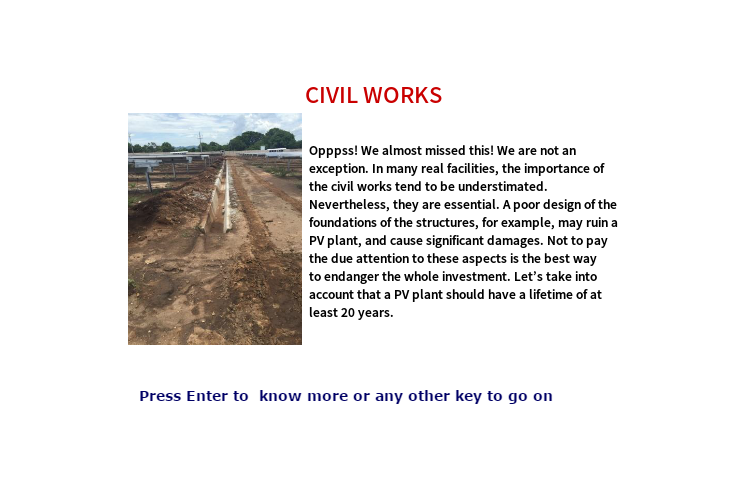 CIVIL WORKS
Opppss! We almost missed this! We are not an
exception. In many real facilities, the importance of
the civil works tend to be understimated.
Nevertheless, they are essential. A poor design of the
foundations of the structures, for example, may ruin a
PV plant, and cause significant damages. Not to pay
the due attention to these aspects is the best way
to endanger the whole investment. Let’s take into
account that a PV plant should have a lifetime of at
least 20 years.
Press Enter to  know more or any other key to go on